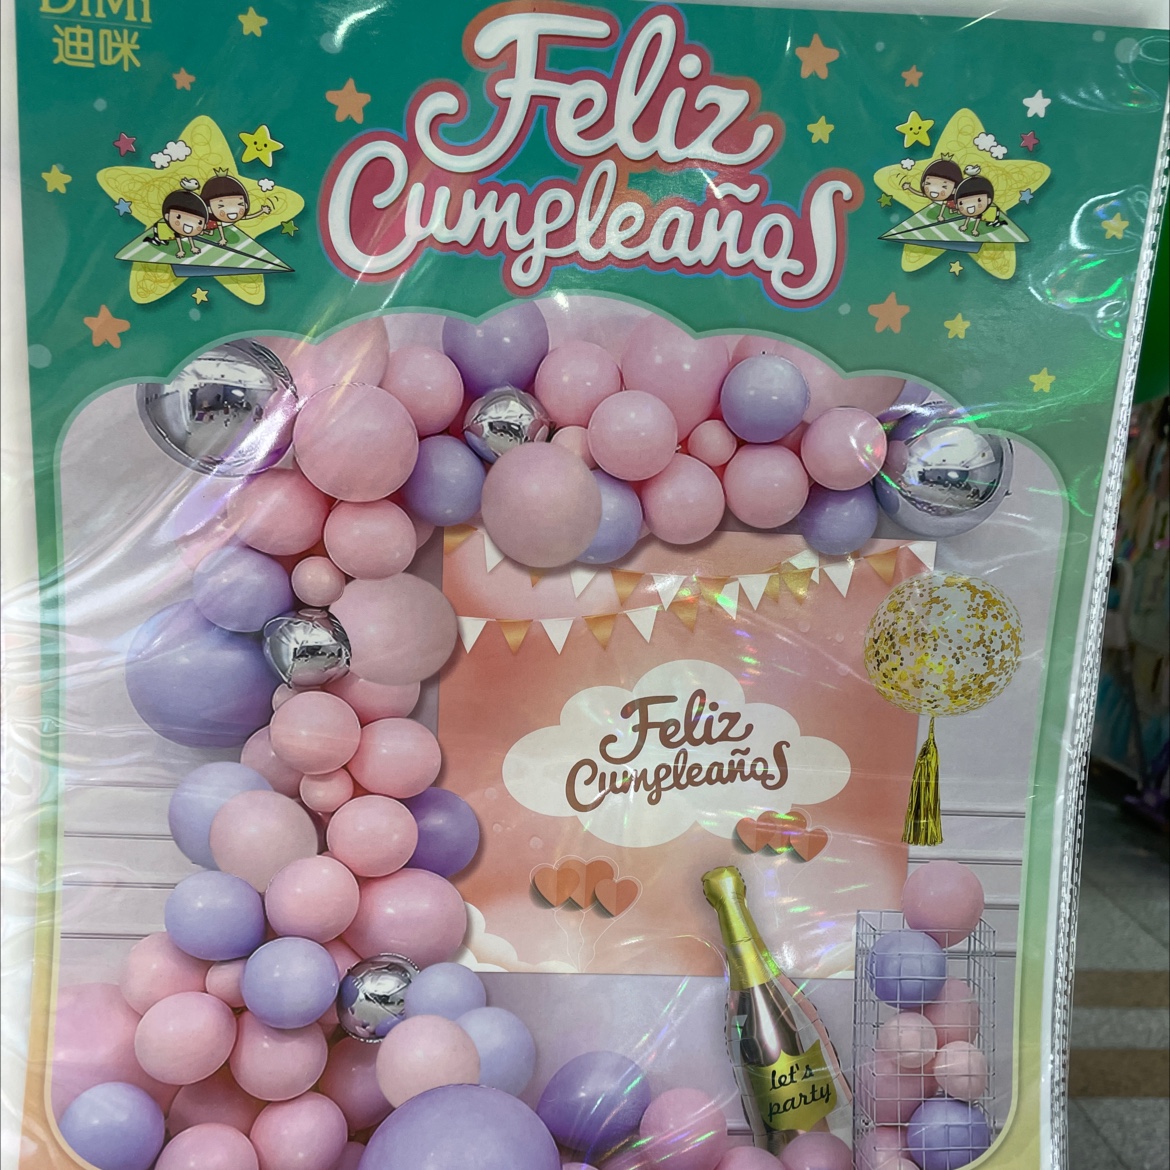 DiMi
迪咪
Feliz
Cumpleaños
Feliz
Cumpleaños
let's
party